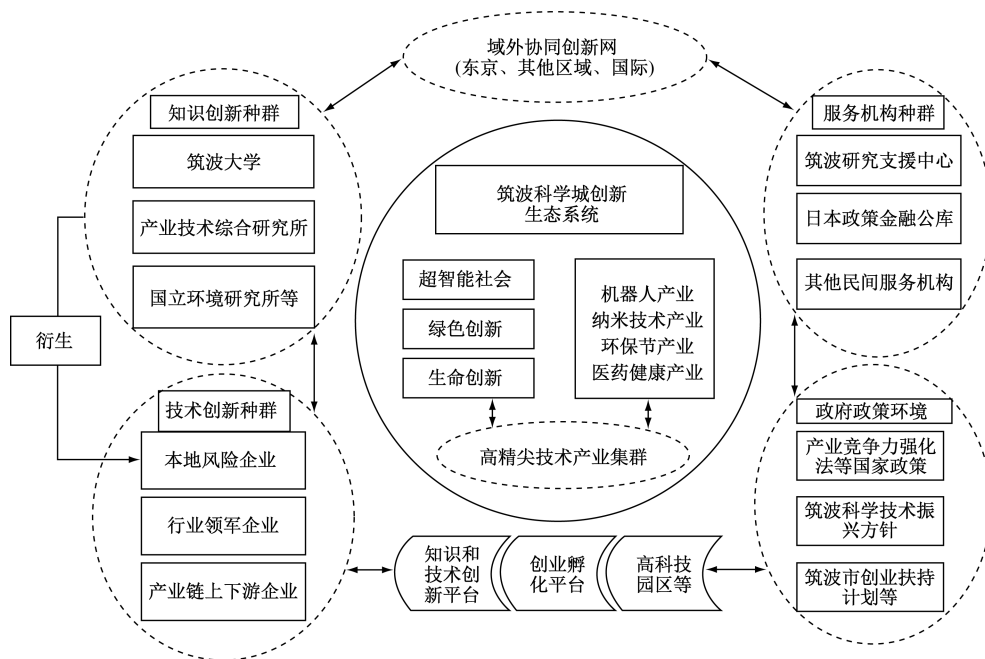 域外协同创新网
(东京、其他区域、国际)
知识创新种群
筑波大学
产业技术综合研究所
国立环境研究所等
服务机构种群
筑波研究支援中心
日本政策金融公库
其他民间服务机构
筑波科学城创新
生态系统
超智能社会
绿色创新
生命创新
机器人产业
纳米技术产业
环保节产业
医药健康产业
高精尖技术产业集群
衍生
技术创新种群
本地风险企业
行业领军企业
产业链上下游企业
政府政策环境
产业竞争力强化
法等国家政策
筑波科学技术振
兴方针
筑波市创业扶持
计划等
知识和
技术创
新平台
创业孵
化平台
高科技
园区等